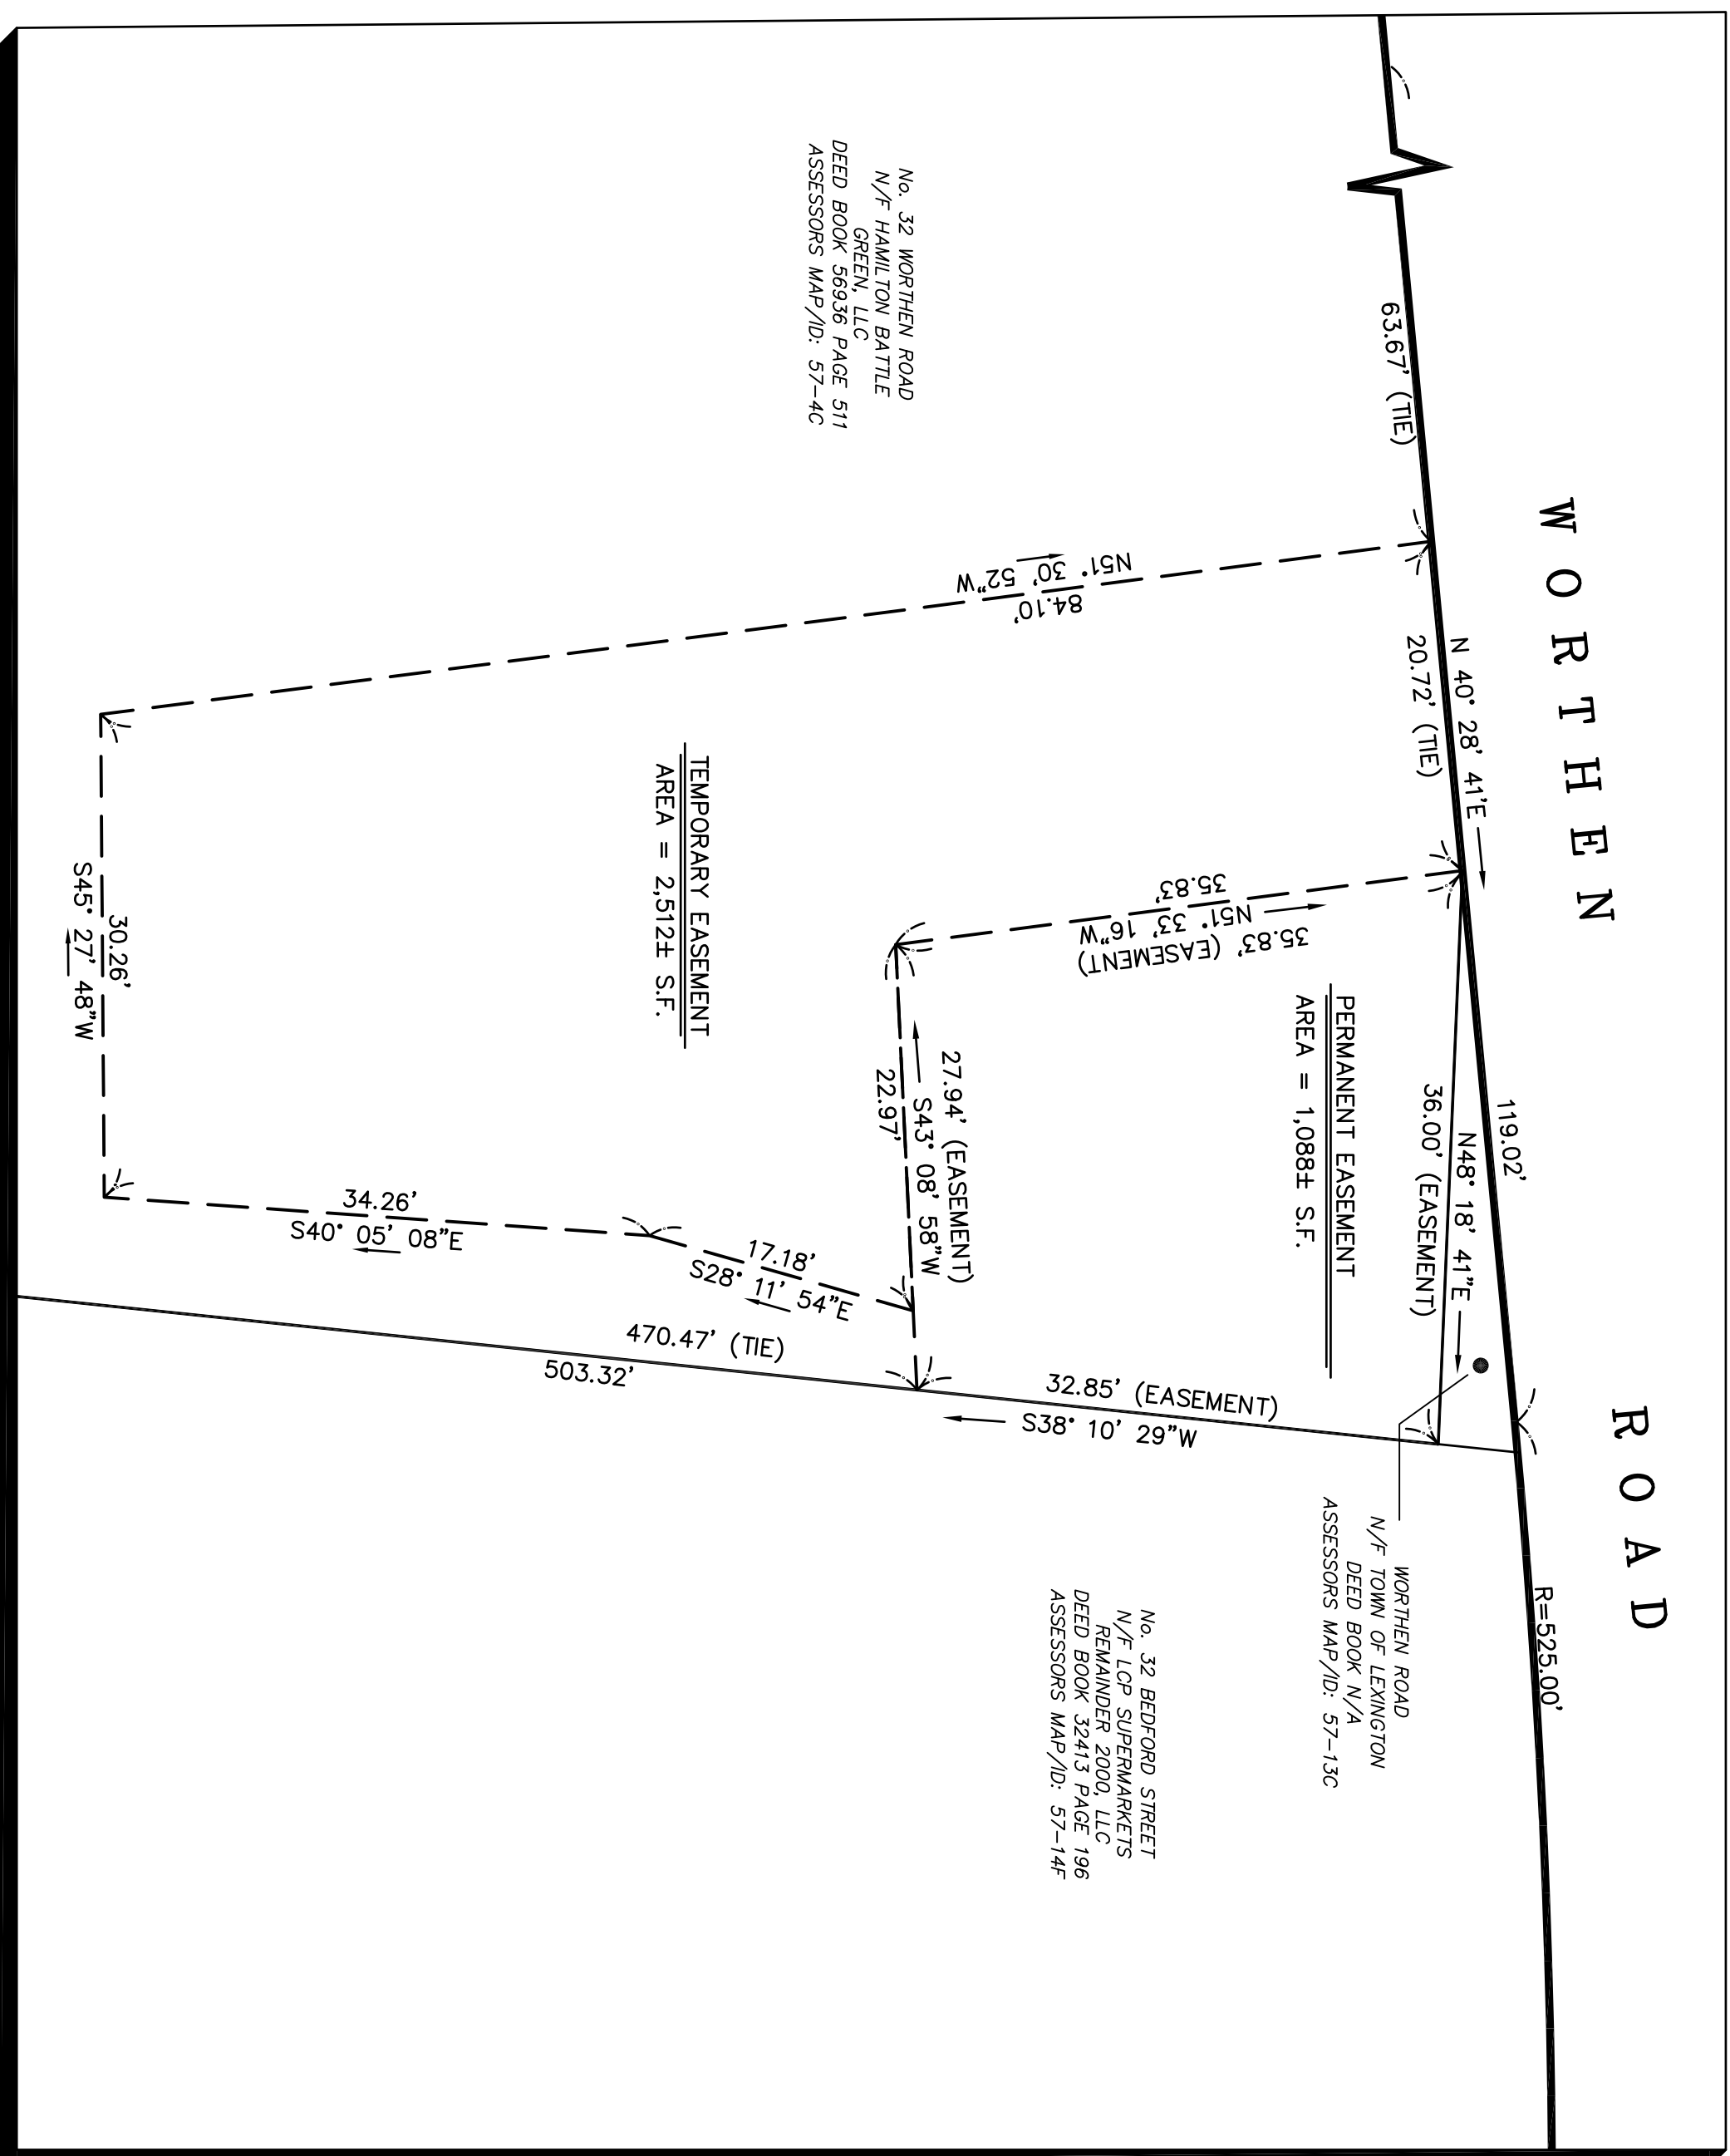 WORTHEN ROAD
63.67' (TIE)
N 40° 28' 41'E
20.72' (TIE)
119.02'
N48° 18' 41"E
36.00' (EASEMENT)
R=525.00'
WORTHEN ROAD
N/F TOWN OF LEXINGTON
DEED BOOK N/A
ASSESSORS MAP/ID: 57-13C
PERMANENT EASEMENT
AREA = 1,088± S.F.
35.83'
N51° 33' 16"W
35.83' (EASEMENT)
27.94' (EASEMENT)
S43° 08' 58"W
22.97'
32.85' (EASEMENT)
S38° 10' 29"W
No. 32 BEDFORD STREET
N/F LCP SUPERMARKETS
REMAINDER 2000, LLC
DEED BOOK 32413 PAGE 196
ASSESSORS MAP/ID: 57-14F
No. 32 WORTHEN ROAD
N/F HAMILTON BATTLE
GREEN, LLC
DEED BOOK 56936 PAGE 511
ASSESSORS MAP/ID: 57-4C
N51° 30' 52"W
84.10'
TEMPORARY EASEMENT
AREA = 2,512± S.F.
17.18'
S28° 11' 54"E
470.47' (TIE)
503.32'
34.26'
S40° 05' 08"E
30.26'
S45° 27' 48"W